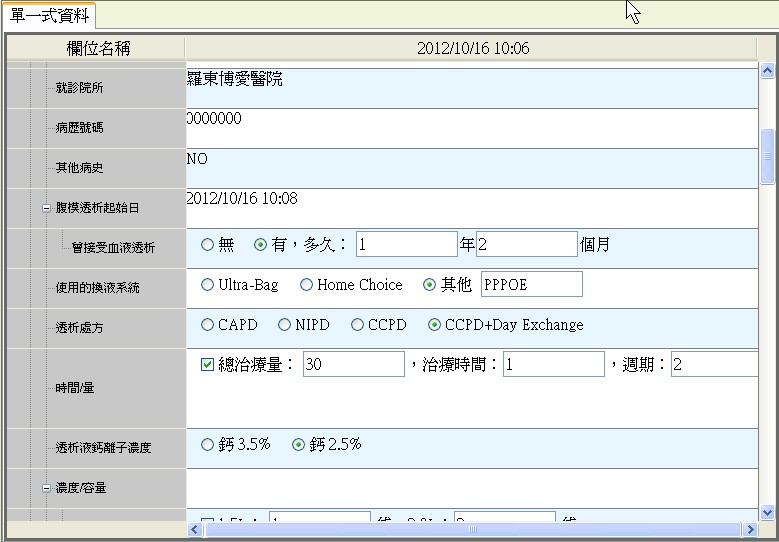 單一式資料
欄位名稱 2012/10/16 10:06
就診院所 羅東博愛醫院
病歷號碼 0000000
其他病史 NO
腹模透析起始日 2012/10/16 10:08
曾接受血液透析 無 有，多久： 1 年 2 個月
使用的換液系統 Ultra-Bag Home Choice 其他 PPPOE
透析處方 CAPD NIPD CCPD CCPD+Day Exchange
時間/量 總治療量： 30 ，治療時間： 1 ，週期： 2
透析液鈣離子濃度 鈣 3.5% 鈣 2.5%
濃度/容量